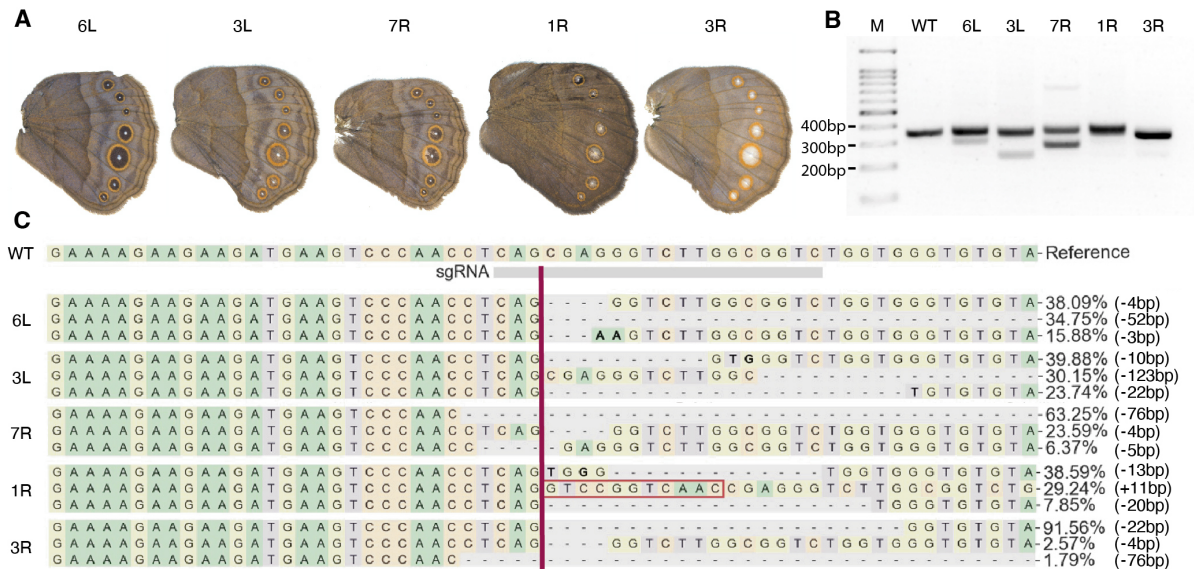 A
6L 3L 7R 1R 3R
B
M WT 6L 3L 7R 1R 3R
400bp
300bp
200bp
C
WT G A A A A G A A G A A G A T G A A G T C C C A A C C T C A G C G A G G G T C T T G G C G G T C T G G T G G G T G T G T A - Reference
sgRNA
6L
G A A A A G A A G A A G A T G A A G T C C C A A C C T C A G - - - - G G T C T T G G C G G T C T G G T G G G T G T G T A -38.09% (-4bp)
G A A A A G A A G A A G A T G A A G T C C C A A C C T C A G - - - - - - - - - - - - - - - - - - - - - - - - - - - - - - -34.75% (-52bp)
G A A A A G A A G A A G A T G A A G T C C C A A C C T C A G - - - A A G T C T T G G C G G T C T G G T G G G T G T G T A -15.88% (-3bp)
3L
G A A A A G A A G A A G A T G A A G T C C C A A C C T C A G - - - - - - - - - - G T G G G T C T G G T G G G T G T G T A -39.88% (-10bp)
G A A A A G A A G A A G A T G A A G T C C C A A C C T C A G C G A G G G T C T T G G C - - - - - - - - - - - - - - - - - -30.15% (-123bp)
G A A A A G A A G A A G A T G A A G T C C C A A C C T C A G - - - - - - - - - - - - - - - - - - - - - - T G T G T G T A -23.74% (-22bp)
7R
G A A A A G A A G A A G A T G A A G T C C C A A C - - - - - - - - - - - - - - - - - - - - - - - - - - - - - - - - - - - -63.25% (-76bp)
G A A A A G A A G A A G A T G A A G T C C C A A C C T C A G - - - - G G T C T T G G C G G T C T G G T G G G T G T G T A -23.59% (-4bp)
G A A A A G A A G A A G A T G A A G T C C C A A C C - - - - - G A G G G T C T T G G C G G T C T G G T G G G T G T G T A -6.37% (-5bp)
1R
G A A A A G A A G A A G A T G A A G T C C C A A C C T C A G T G G G - - - - - - - - - - - - - T G G T G G G T G T G T A -38.59% (-13bp)
G A A A A G A A G A A G A T G A A G T C C C A A C C T C A G G T C C G G T C A A C C G A G G G T C T T G G C G G T C T G -29.24% (+11bp)
G A A A A G A A G A A G A T G A A G T C C C A A C C T C A G - - - - - - - - - - - - - - - - - - - - T G G G T G T G T A -7.85% (-20bp)
3R
G A A A A G A A G A A G A T G A A G T C C C A A C C T C A G - - - - - - - - - - - - - - - - - - - - - - G G T G T G T A -91.56% (-22bp)
G A A A A G A A G A A G A T G A A G T C C C A A C C T C A G - - - - G G T C T T G G C G G T C T G G T G G G T G T G T A -2.57% (-4bp)
G A A A A G A A G A A G A T G A A G T C C C A A C - - - - - - - - - - - - - - - - - - - - - - - - - - - - - - - - - - - -1.79% (-76bp)